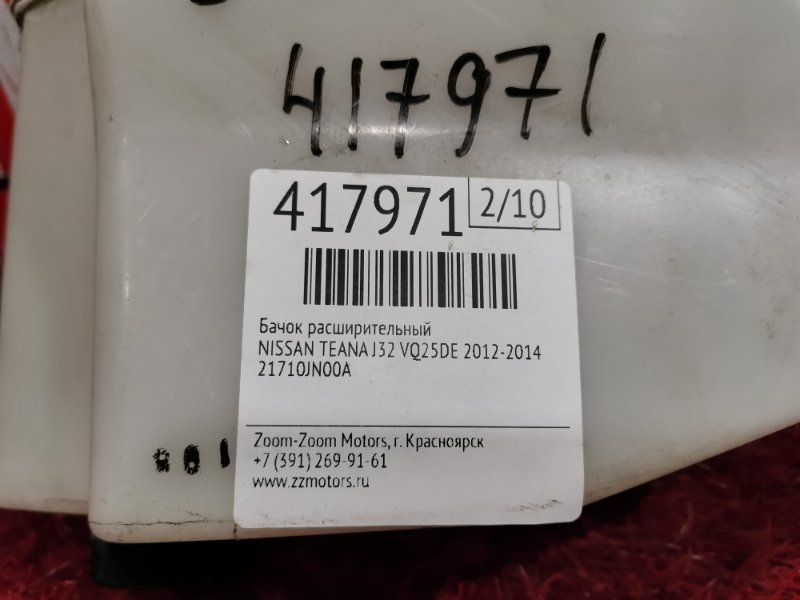 417971
417971 2/10
Бачок расширительный
NISSAN TEANA J32 VQ25DE 2012-2014
21710JN00A
Zoom-Zoom Motors, г. Красноярск
+7 (391) 269-91-61
www.zzmotors.ru